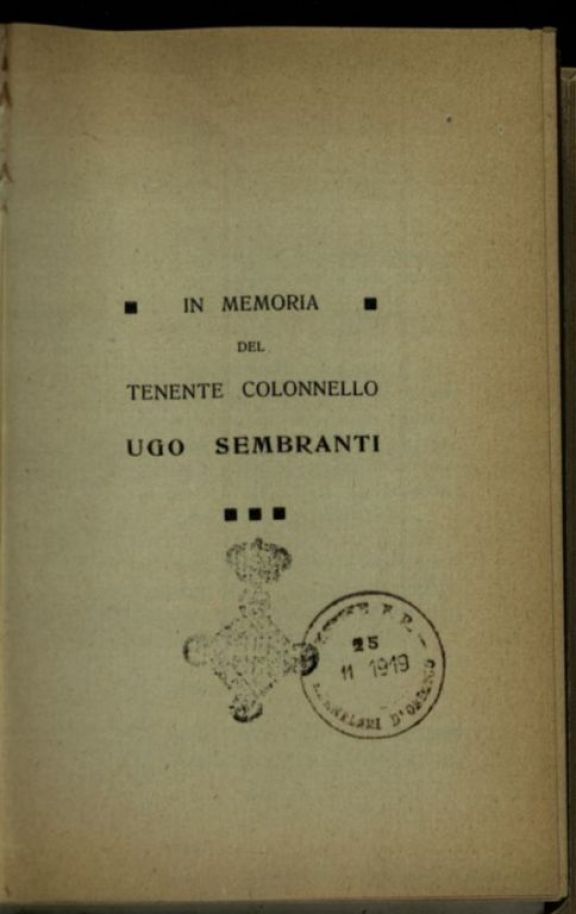 IN MEMORIA
DEL
TENENTE COLONNELLO
UGO SEMBRANTI
25
11 1919